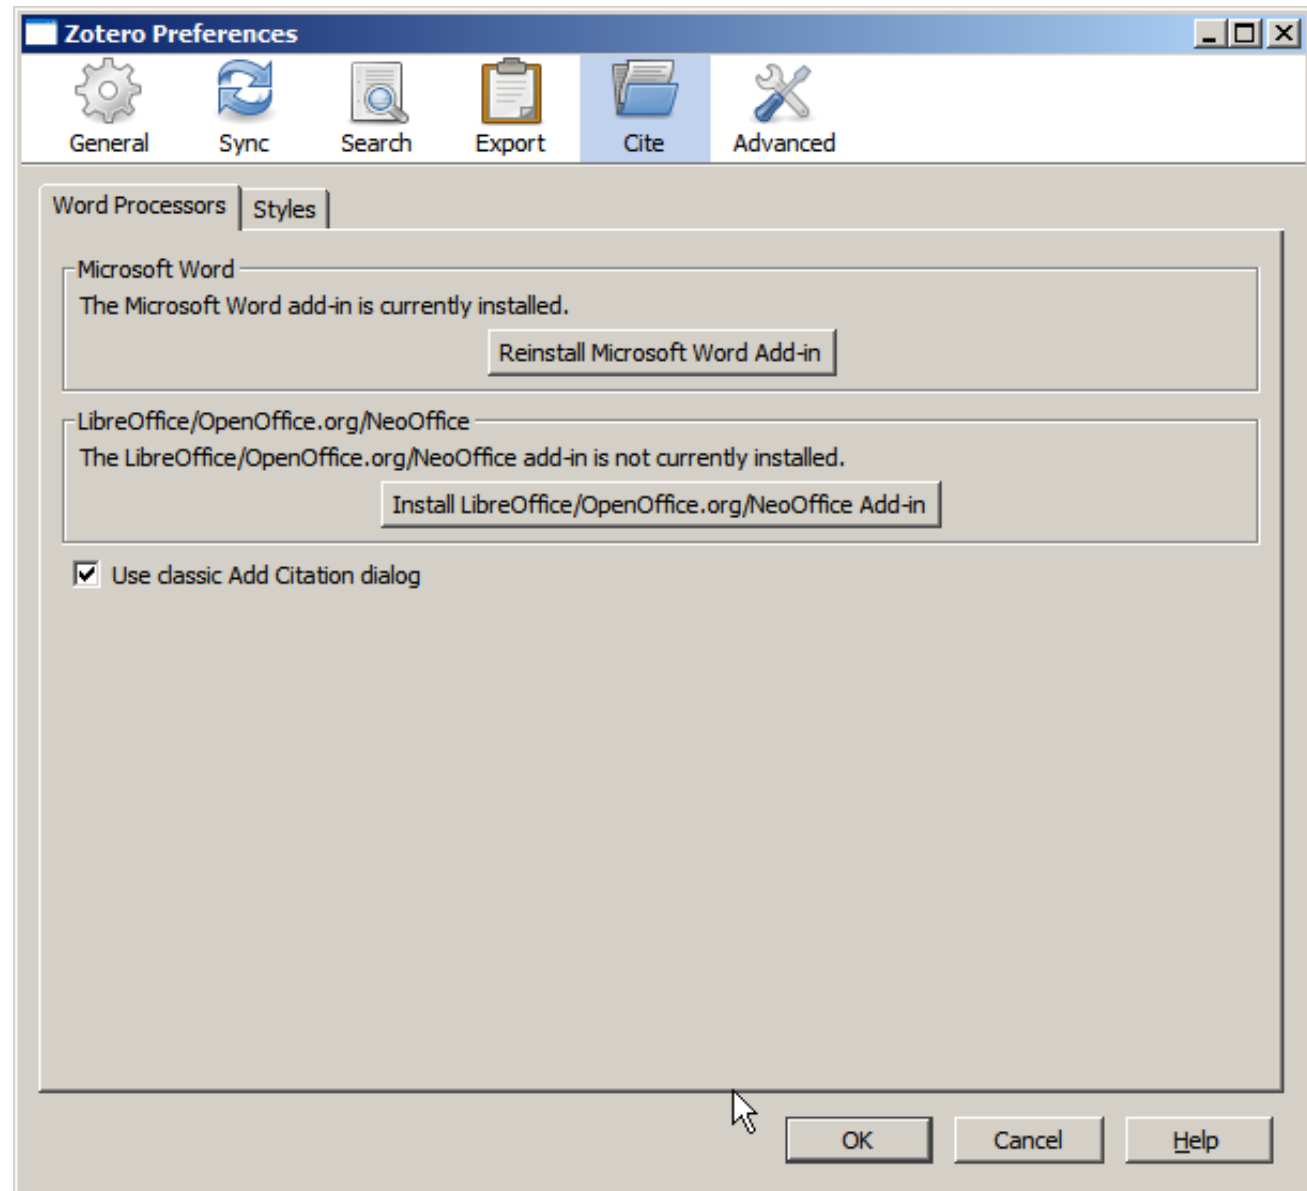 Zotero Preferences
General Sync Search Export Cite Advanced
Word Processors Styles
Microsoft Word
The Microsoft Word add-in is currently installed.
Reinstall Microsoft Word Add-in
LibreOffice/OpenOffice.org/NeoOffice
The LibreOffice/OpenOffice.org/NeoOffice add-in is not currently installed.
Install LibreOffice/OpenOffice.org/NeoOffice Add-in
Use classic Add Citation dialog
OK Cancel Help